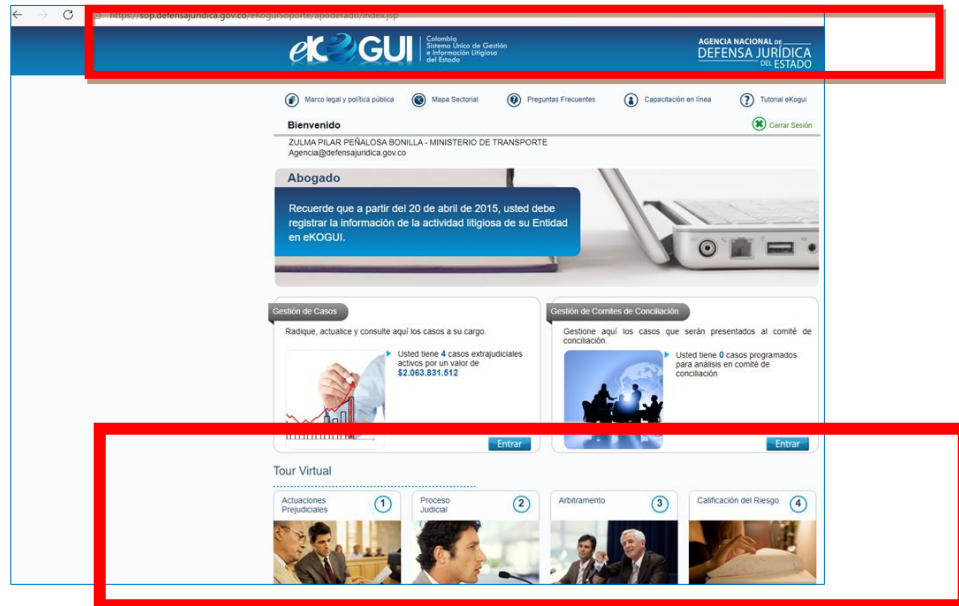 https://sop.defensajuridica.gov.co/eKoguiSoporte/apoderado/index.jsp
eKOGUI
Colombia
Sistema Único de Gestión
e Información Litigiosa
del Estado
AGENCIA NACIONAL DE
DEFENSA JURÍDICA
DEL ESTADO
Marco legal y política pública
Mapa Sectorial
Preguntas Frecuentes
Capacitación en línea
Tutorial eKogui
Bienvenido
Cerrar Sesión
ZULMA PILAR PEÑALOSA BONILLA - MINISTERIO DE TRANSPORTE
Agencia@defensajuridica.gov.co
Abogado
Recuerde que a partir del 20 de abril de 2015, usted debe
registrar la información de la actividad litigiosa de su Entidad
en eKOGUI.
Gestión de Casos
Radique, actualice y consulte aquí los casos a su cargo.
Usted tiene 4 casos extrajudiciales
activos por un valor de
$2.063.831.512
Entrar
Gestión de Comites de Conciliación
Gestione aquí los casos que serán presentados al comité de
conciliación.
Usted tiene 0 casos programados
para análisis en comité de
conciliación
Entrar
Tour Virtual
Actuaciones
Prejudiciales
1
Proceso
Judicial
2
Arbitramento
3
Calificación del Riesgo
4